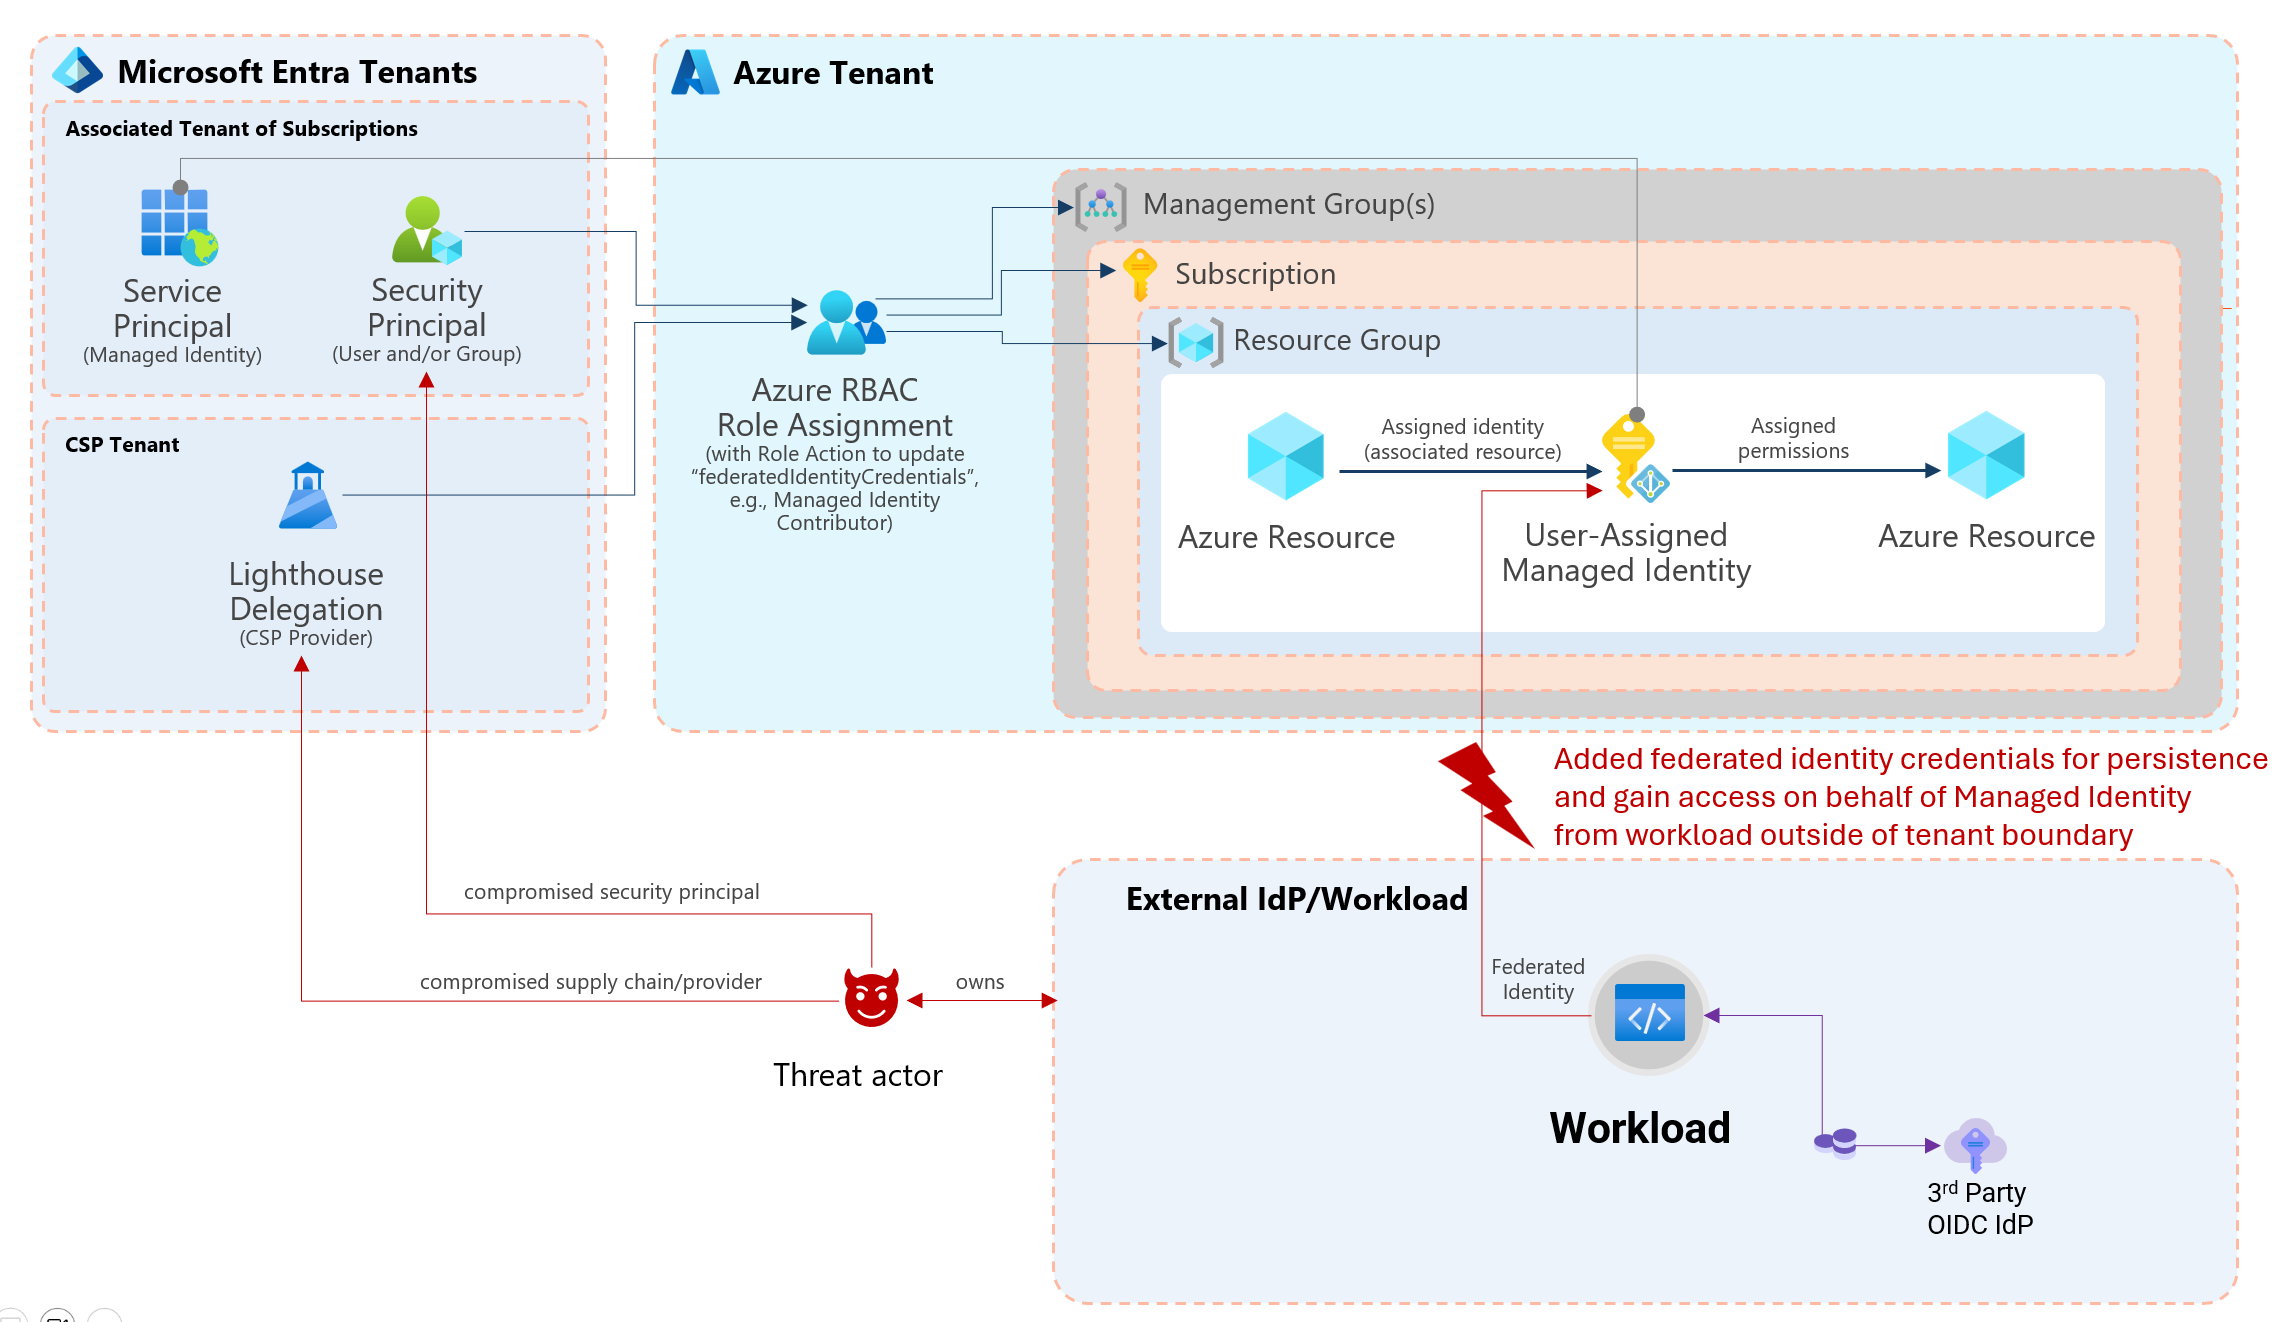 Microsoft Entra Tenants
Associated Tenant of Subscriptions
Service
Principal
(Managed Identity)
Security
Principal
(User and/or Group)
CSP Tenant
Lighthouse
Delegation
(CSP Provider)
Azure Tenant
Azure RBAC
Role Assignment
(with Role Action to update
“federatedIdentityCredentials”,
e.g., Managed Identity
Contributor)
Management Group(s)
Subscription
Resource Group
Azure Resource
Assigned identity
(associated resource)
User-Assigned
Managed Identity
Assigned
permissions
Azure Resource
Added federated identity credentials for persistence
and gain access on behalf of Managed Identity
from workload outside of tenant boundary
compromised security principal
compromised supply chain/provider
owns
Threat actor
External IdP/Workload
Federated
Identity
Workload
3rd Party
OIDC IdP